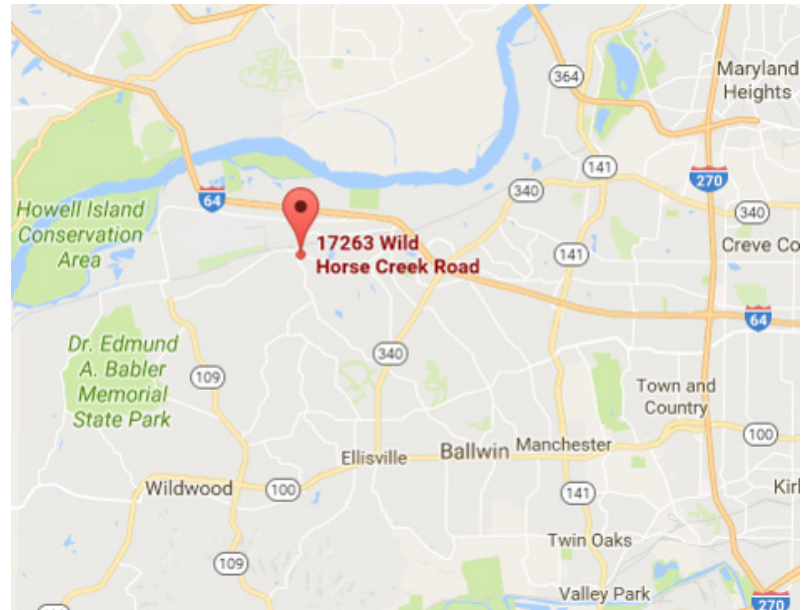 364
Maryland
Heights
141
270
64
340
340
Howell Island
Conservation
Area
17263 Wild
Horse Creek Road
Creve Co
141
64
Dr. Edmund
A. Babler
Memorial
State Park
340
109
Town and
Country
100
Ellisville
Ballwin
Manchester
Wildwood
100
141
Kir
Twin Oaks
109
Valley Park
270